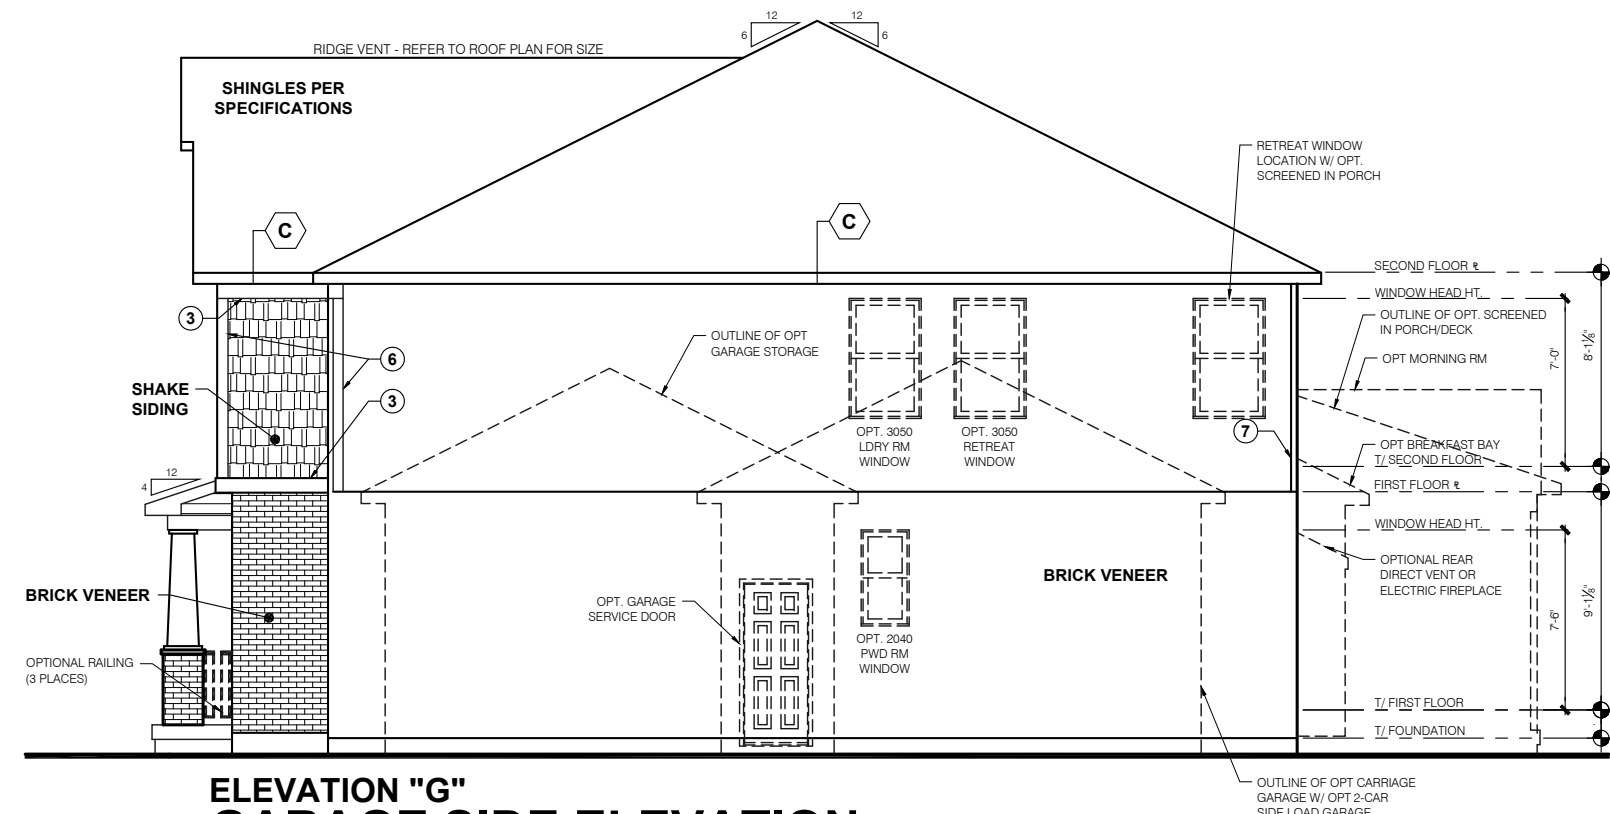 12
12
6
6
RIDGE VENT - REFER TO ROOF PLAN FOR SIZE
SHINGLES PER
SPECIFICATIONS
RETREAT WINDOW
LOCATION W/ OPT.
SCREENED IN PORCH
C
C
SECOND FLOOR ℄
WINDOW HEAD HT.
OUTLINE OF OPT. SCREENED
IN PORCH/DECK
OPT MORNING RM
7'-0"
8'-1⅛"
3
6
3
OUTLINE OF OPT
GARAGE STORAGE
SHAKE
SIDING
OPT. 3050
LDRY RM
WINDOW
OPT. 3050
RETREAT
WINDOW
7
OPT BREAKFAST BAY
T/ SECOND FLOOR
FIRST FLOOR ℄
12
4
WINDOW HEAD HT.
OPTIONAL REAR
DIRECT VENT OR
ELECTRIC FIREPLACE
7'-6"
9'-1⅛"
BRICK VENEER
BRICK VENEER
OPT. GARAGE
SERVICE DOOR
OPT. 2040
PWD RM
WINDOW
OPTIONAL RAILING
(3 PLACES)
T/ FIRST FLOOR
T/ FOUNDATION
OUTLINE OF OPT CARRIAGE
GARAGE W/ OPT 2-CAR
SIDE LOAD GARAGE
ELEVATION "G"
GARAGE SIDE ELEVATION